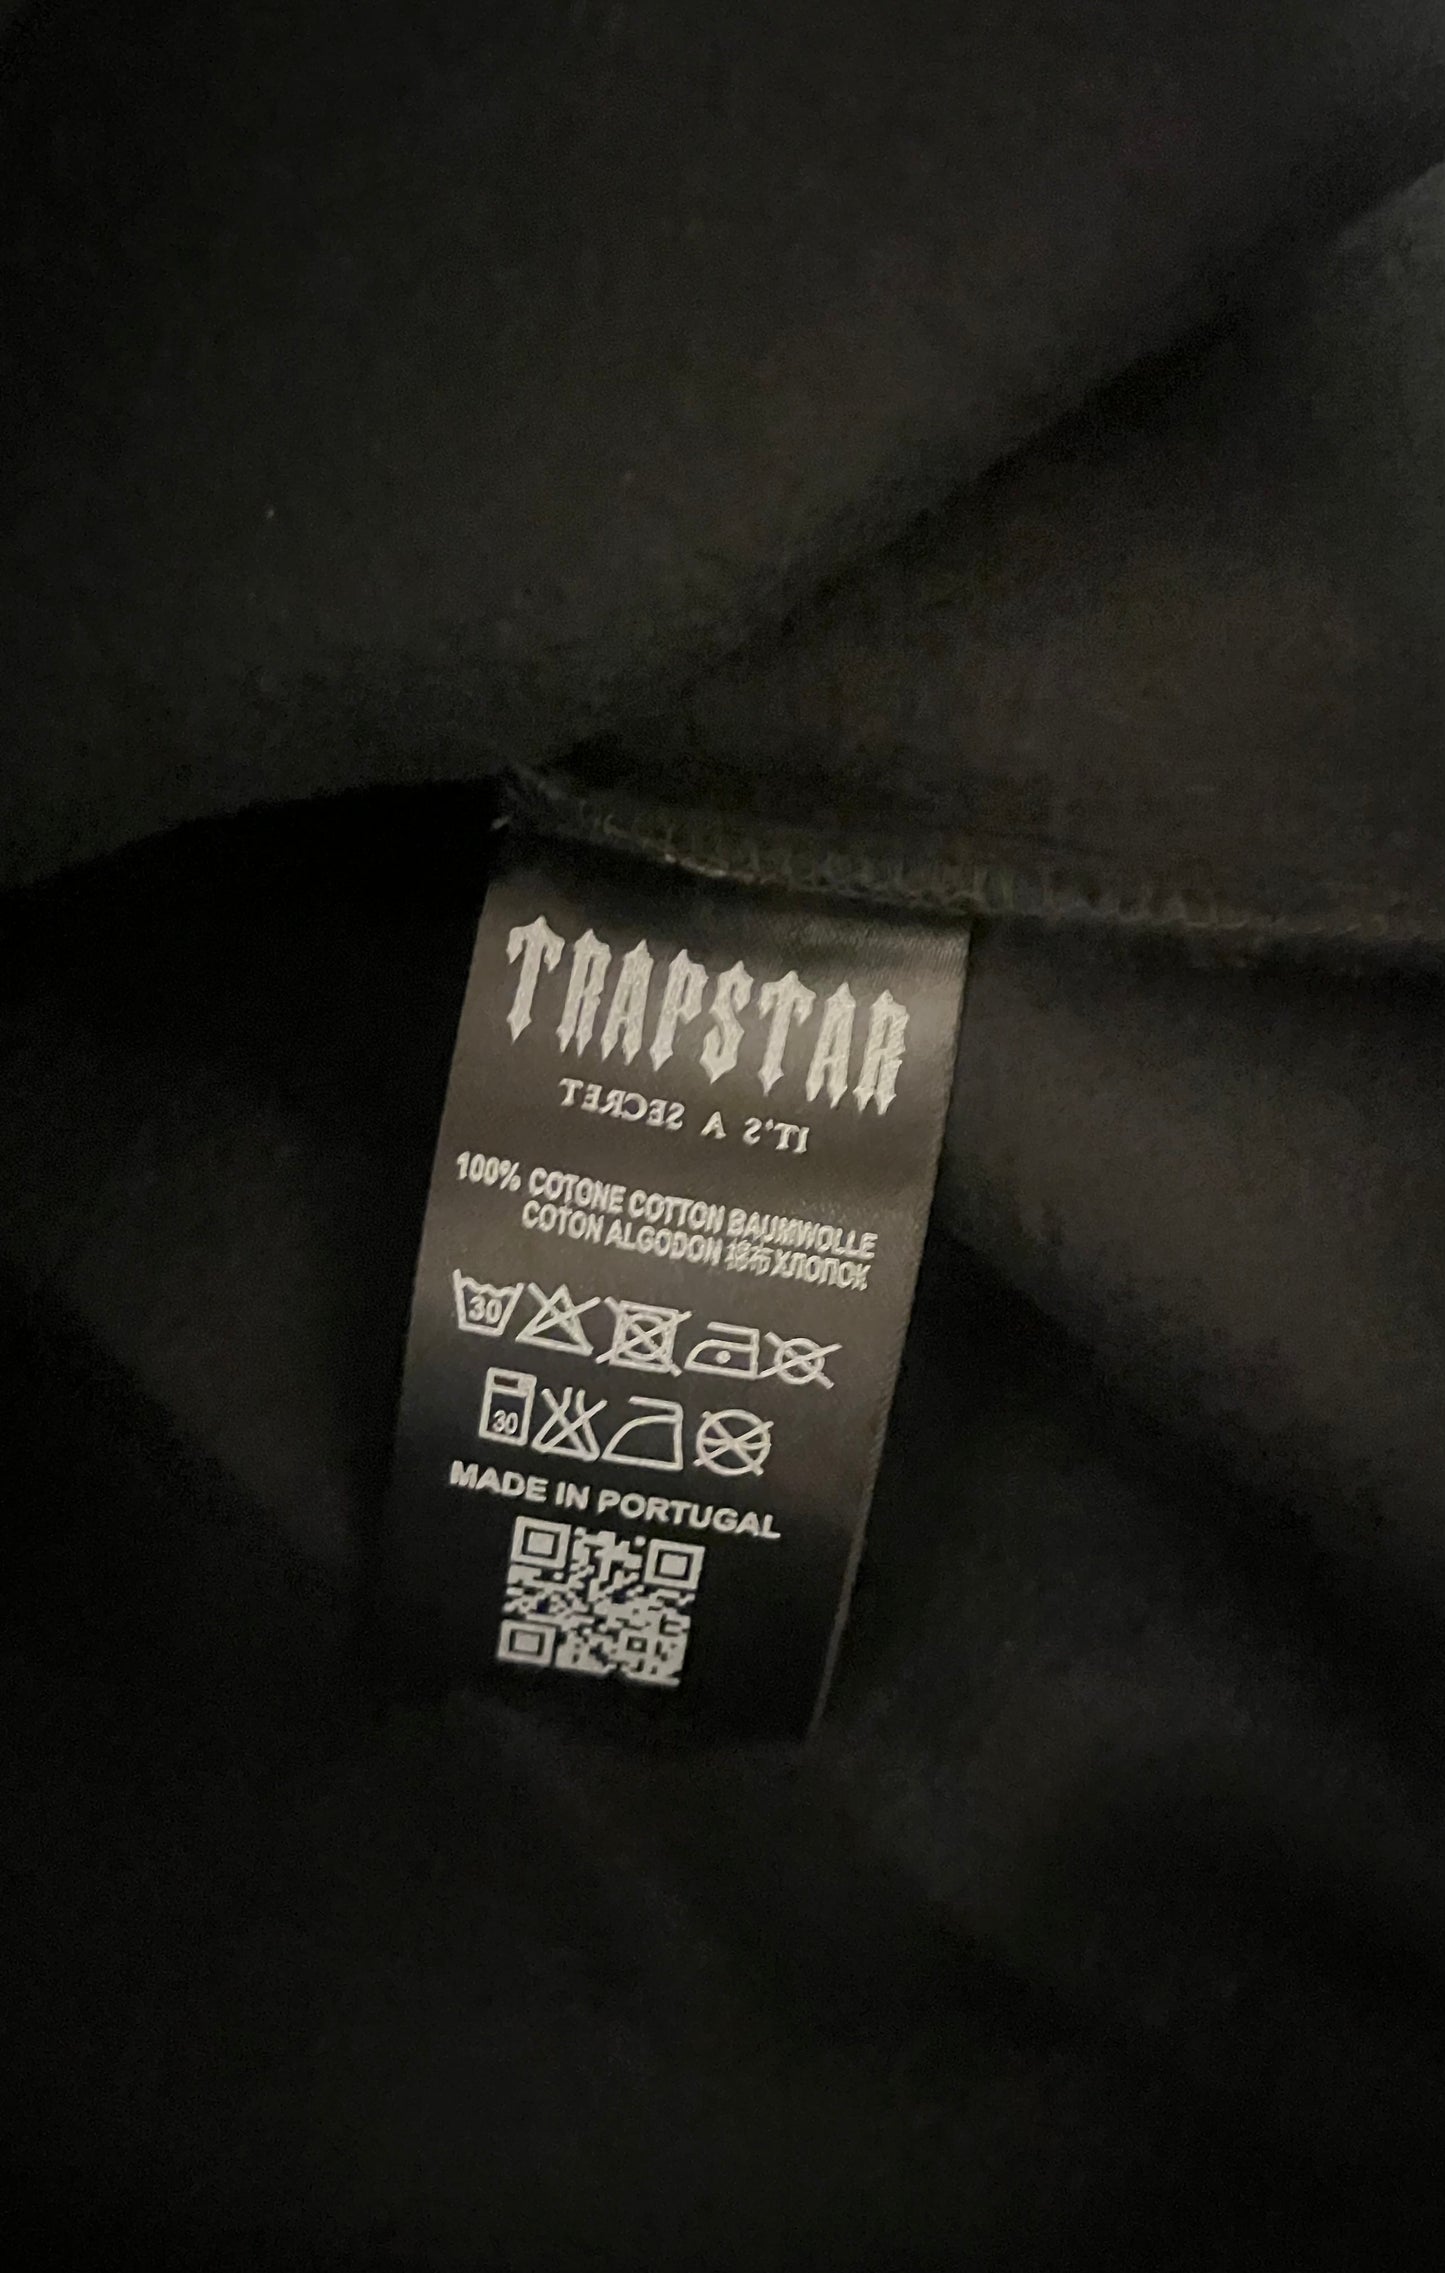 TRAPSTAR
IT'S A SECRET
100% COTONE COTTON BAUMWOLLE
COTON ALGODON 棉布 ХЛОПОК
30
30
MADE IN PORTUGAL